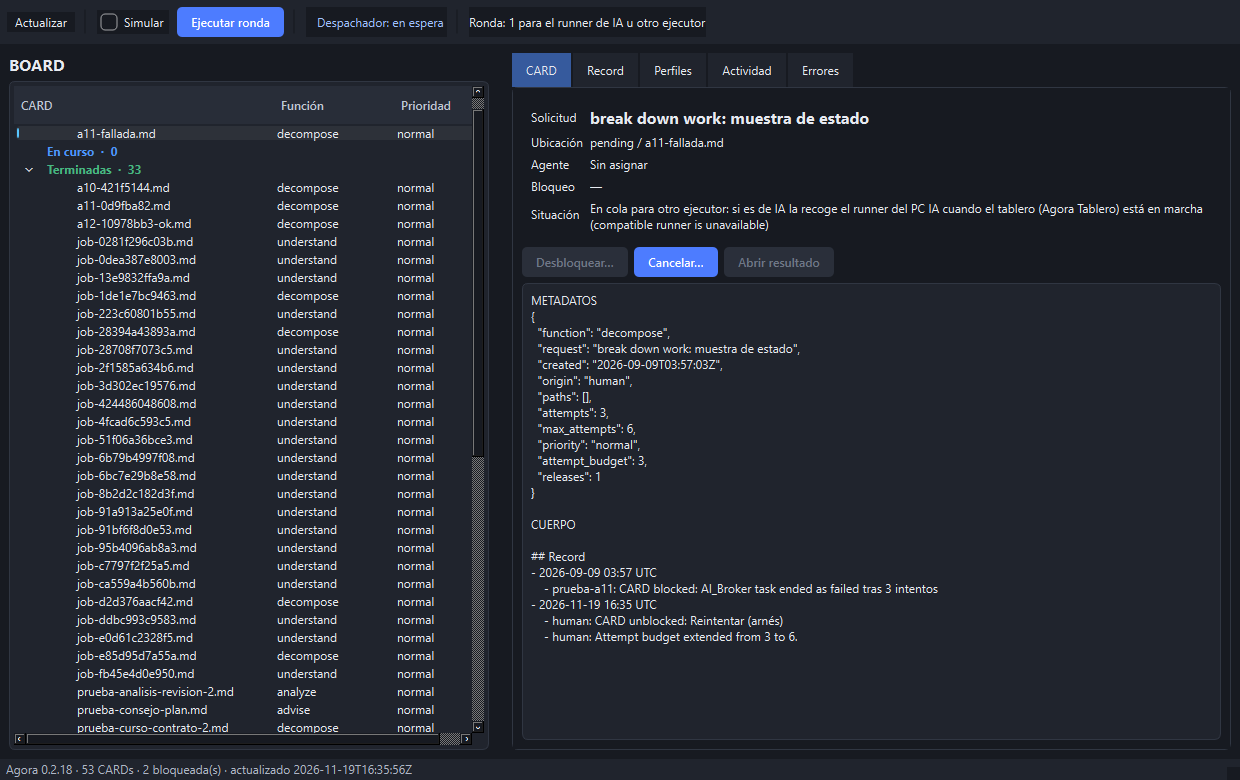 Actualizar
Simular
Ejecutar ronda
Despachador: en espera
Ronda: 1 para el runner de IA u otro ejecutor
BOARD
CARD Función Prioridad
a11-fallada.md decompose normal
En curso · 0
Terminadas · 33
a10-421f5144.md decompose normal
a11-0d9fba82.md decompose normal
a12-10978bb3-ok.md decompose normal
job-0281f296c03b.md understand normal
job-0dea387e8003.md understand normal
job-13e9832ffa9a.md understand normal
job-1de1e7bc9463.md decompose normal
job-223c60801b55.md understand normal
job-28394a43893a.md decompose normal
job-28708f7073c5.md understand normal
job-2f1585a634b6.md understand normal
job-3d302ec19576.md understand normal
job-424486048608.md understand normal
job-4fcad6c593c5.md understand normal
job-51f06a36bce3.md understand normal
job-6b79b4997f08.md understand normal
job-6bc7e29b8e58.md understand normal
job-8b2d2c182d3f.md understand normal
job-91a913a25e0f.md understand normal
job-91bf6f8d0e53.md understand normal
job-95b4096ab8a3.md understand normal
job-c7797f2f25a5.md understand normal
job-ca559a4b560b.md understand normal
job-d2d376aacf42.md decompose normal
job-ddbc993c9583.md understand normal
job-e0d61c2328f5.md understand normal
job-e85d95d7a55a.md decompose normal
job-fb45e4d0e950.md understand normal
prueba-analisis-revision-2.md analyze normal
prueba-consejo-plan.md advise normal
prueba-curso-contrato-2.md decompose normal
CARD Record Perfiles Actividad Errores
Solicitud break down work: muestra de estado
Ubicación pending / a11-fallada.md
Agente Sin asignar
Bloqueo —
Situación En cola para otro ejecutor: si es de IA la recoge el runner del PC IA cuando el tablero (Agora Tablero) está en marcha
(compatible runner is unavailable)
Desbloquear... Cancelar... Abrir resultado
METADATOS
{
"function": "decompose",
"request": "break down work: muestra de estado",
"created": "2026-09-09T03:57:03Z",
"origin": "human",
"paths": [],
"attempts": 3,
"max_attempts": 6,
"priority": "normal",
"attempt_budget": 3,
"releases": 1
}
CUERPO
## Record
- 2026-09-09 03:57 UTC
- prueba-a11: CARD blocked: AI_Broker task ended as failed tras 3 intentos
- 2026-11-19 16:35 UTC
- human: CARD unblocked: Reintentar (arnés)
- human: Attempt budget extended from 3 to 6.
Agora 0.2.18 · 53 CARDs · 2 bloqueada(s) · actualizado 2026-11-19T16:35:56Z